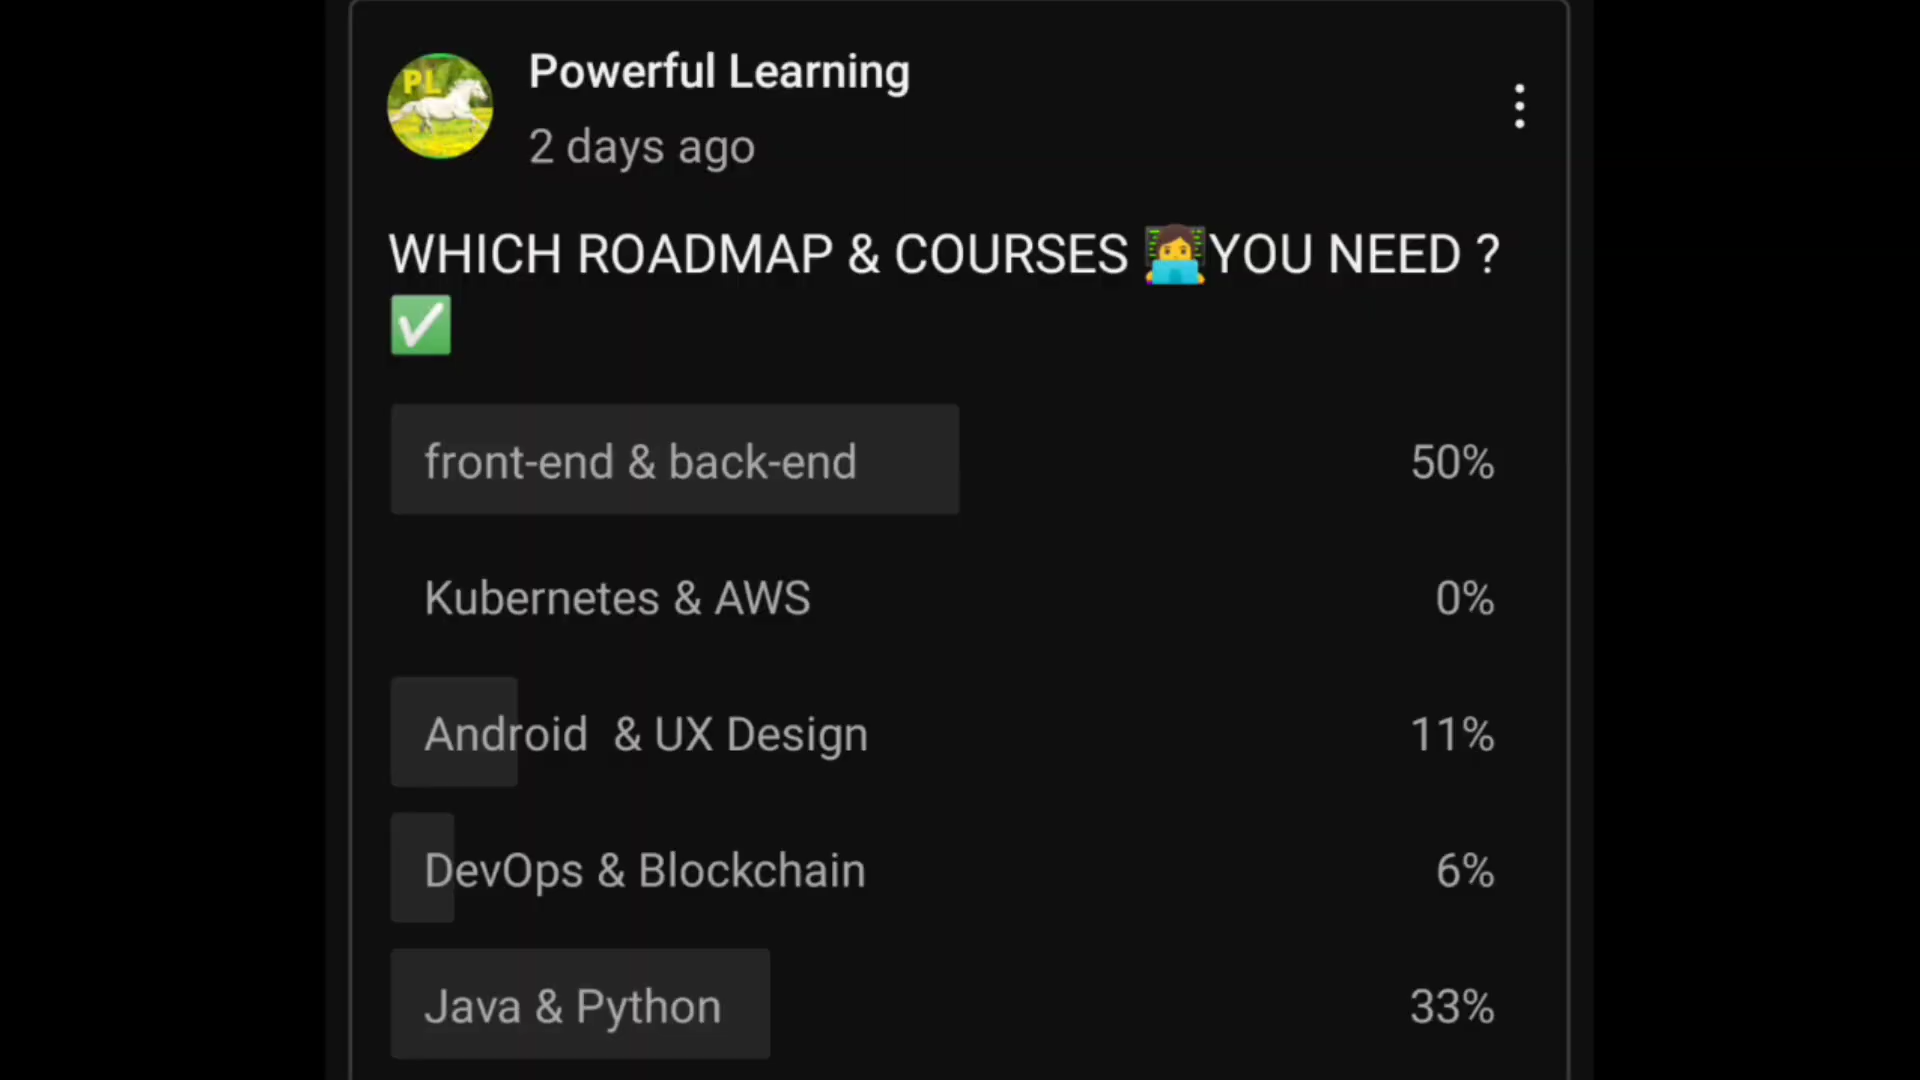 PL
Powerful Learning
2 days ago
WHICH ROADMAP & COURSES 👩‍💻YOU NEED ?
✅
front-end & back-end 50%
Kubernetes & AWS 0%
Android  & UX Design 11%
DevOps & Blockchain 6%
Java & Python 33%